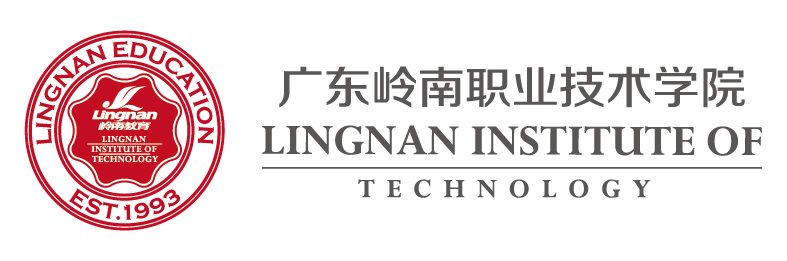 LINGNAN EDUCATION
Lingnan
岭南教育
LINGNAN
INSTITUTE OF
TECHNOLOGY
EST.1993
广东岭南职业技术学院
LINGNAN INSTITUTE OF
TECHNOLOGY